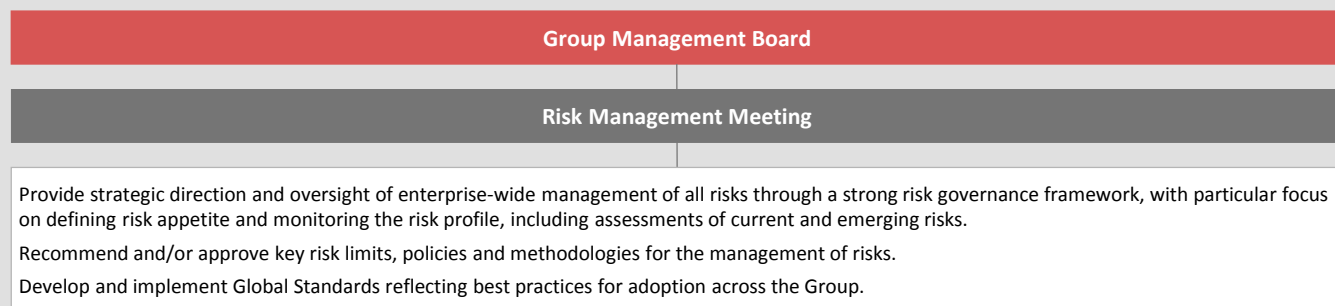 Group Management Board
Risk Management Meeting
Provide strategic direction and oversight of enterprise-wide management of all risks through a strong risk governance framework, with particular focus
on defining risk appetite and monitoring the risk profile, including assessments of current and emerging risks.
Recommend and/or approve key risk limits, policies and methodologies for the management of risks.
Develop and implement Global Standards reflecting best practices for adoption across the Group.